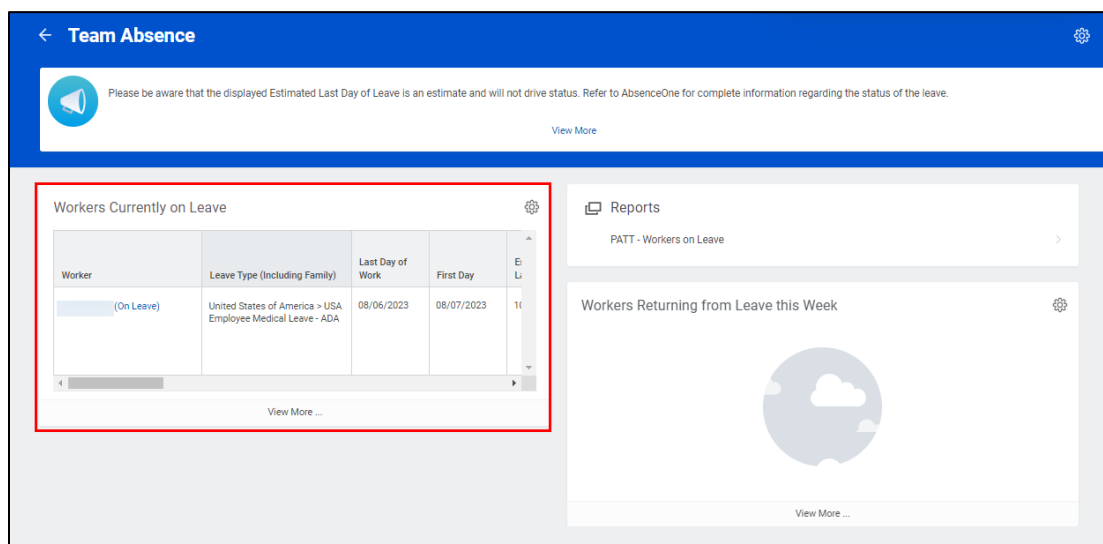 Team Absence
Please be aware that the displayed Estimated Last Day of Leave is an estimate and will not drive status. Refer to AbsenceOne for complete information regarding the status of the leave.
View More
Workers Currently on Leave
Worker
Leave Type (Including Family)
Last Day of
Work
First Day
(On Leave)
United States of America > USA
Employee Medical Leave - ADA
08/06/2023
08/07/2023
10
View More ...
Reports
PATT - Workers on Leave
Workers Returning from Leave this Week
View More ...